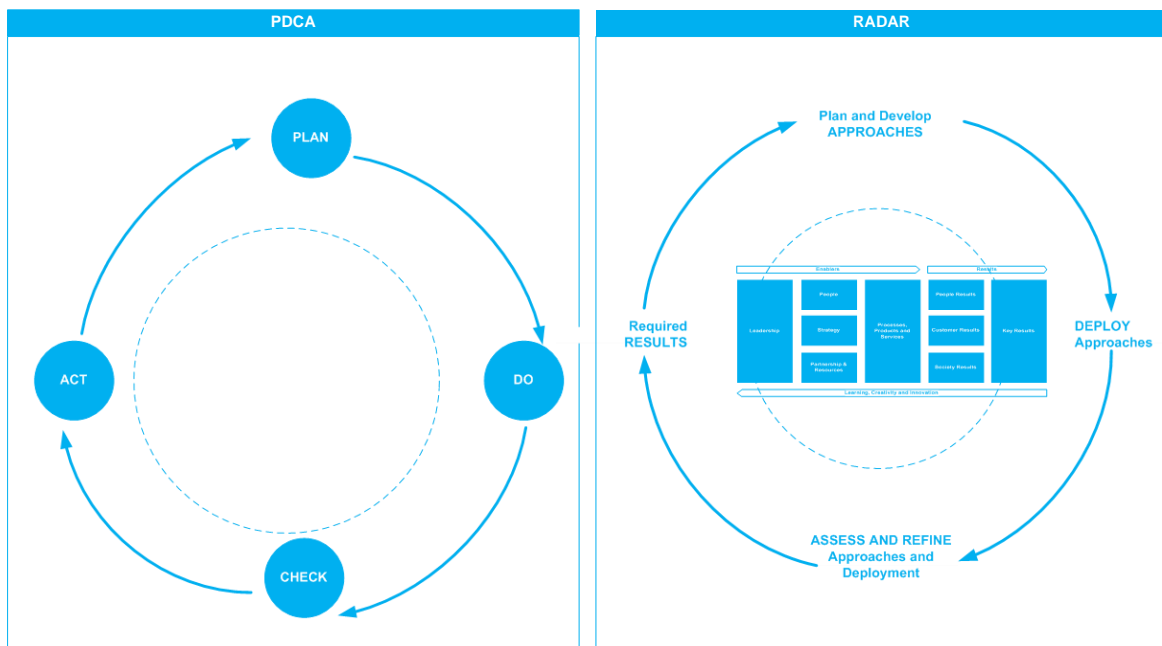 PDCA
PLAN
DO
CHECK
ACT
RADAR
Plan and Develop
APPROACHES
DEPLOY
Approaches
ASSESS AND REFINE
Approaches and
Deployment
Required
RESULTS
Enablers
Results
Leadership
People
Strategy
Partnership &
Resources
Processes,
Products and
Services
People Results
Customer Results
Society Results
Key Results
Learning, Creativity and Innovation